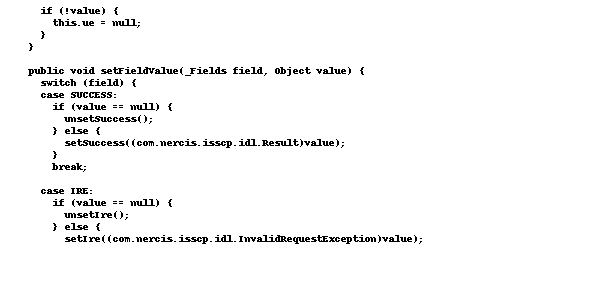 if (!value) {
this.ue = null;
}
}
public void setFieldValue(_Fields field, Object value) {
switch (field) {
case SUCCESS:
if (value == null) {
unsetSuccess();
} else {
setSuccess((com.nercis.isscp.idl.Result)value);
}
break;
case IRE:
if (value == null) {
unsetIre();
} else {
setIre((com.nercis.isscp.idl.InvalidRequestException)value);